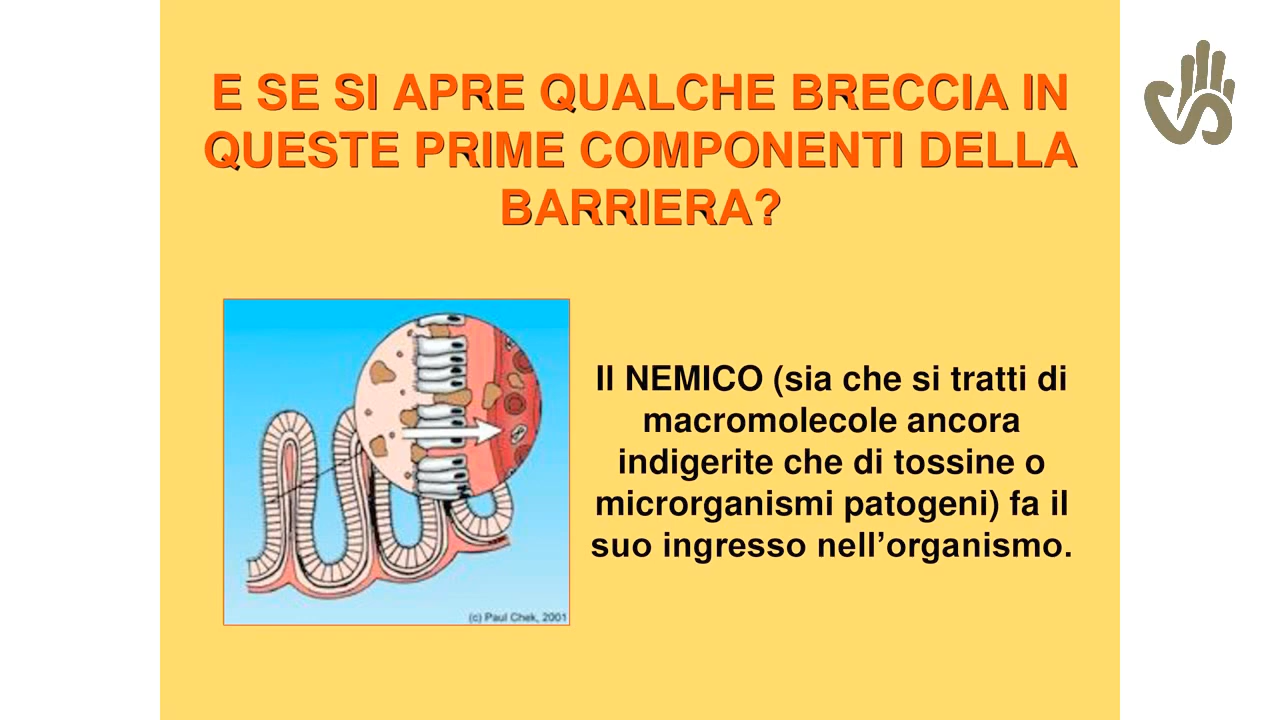 E SE SI APRE QUALCHE BRECCIA IN
QUESTE PRIME COMPONENTI DELLA
BARRIERA?
Il NEMICO (sia che si tratti di
macromolecole ancora
indigerite che di tossine o
microrganismi patogeni) fa il
suo ingresso nell’organismo.
(c) Paul Chek, 2001